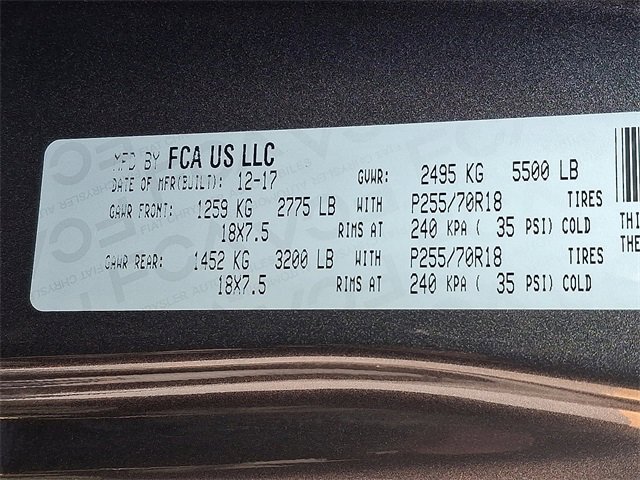 MFD BY FCA US LLC
DATE OF MFR(BUILT): 12-17 GVWR: 2495 KG 5500 LB
GAWR FRONT: 1259 KG 2775 LB WITH P255/70R18 TIRES
18X7.5 RIMS AT 240 KPA ( 35 PSI) COLD
GAWR REAR: 1452 KG 3200 LB WITH P255/70R18 TIRES
18X7.5 RIMS AT 240 KPA ( 35 PSI) COLD
THI
THE